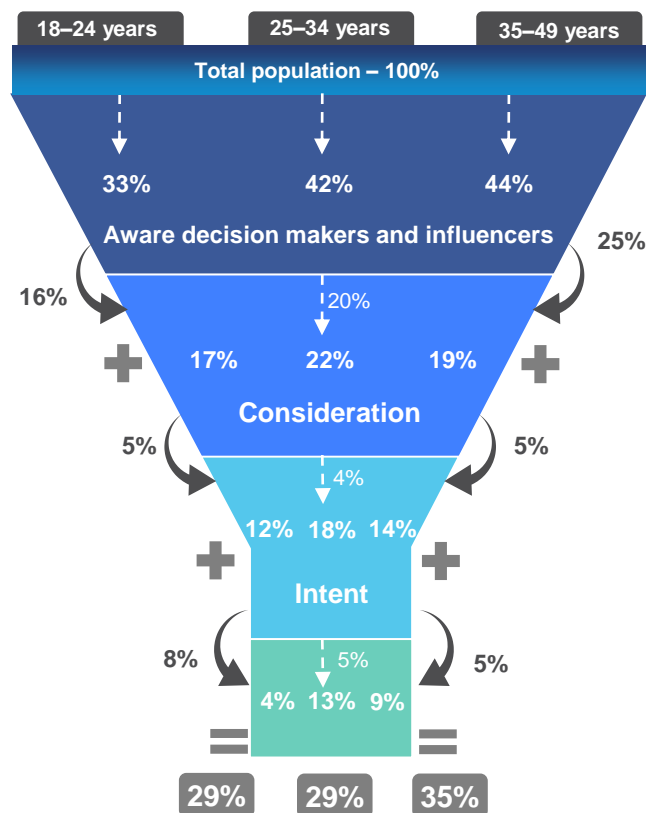 18–24 years 25–34 years 35–49 years
Total population – 100%
33% 42% 44%
Aware decision makers and influencers 25%
16% 20%
17% 22% 19%
Consideration
5% 5%
4%
12% 18% 14%
Intent
8% 5% 5%
4% 13% 9%
29% 29% 35%